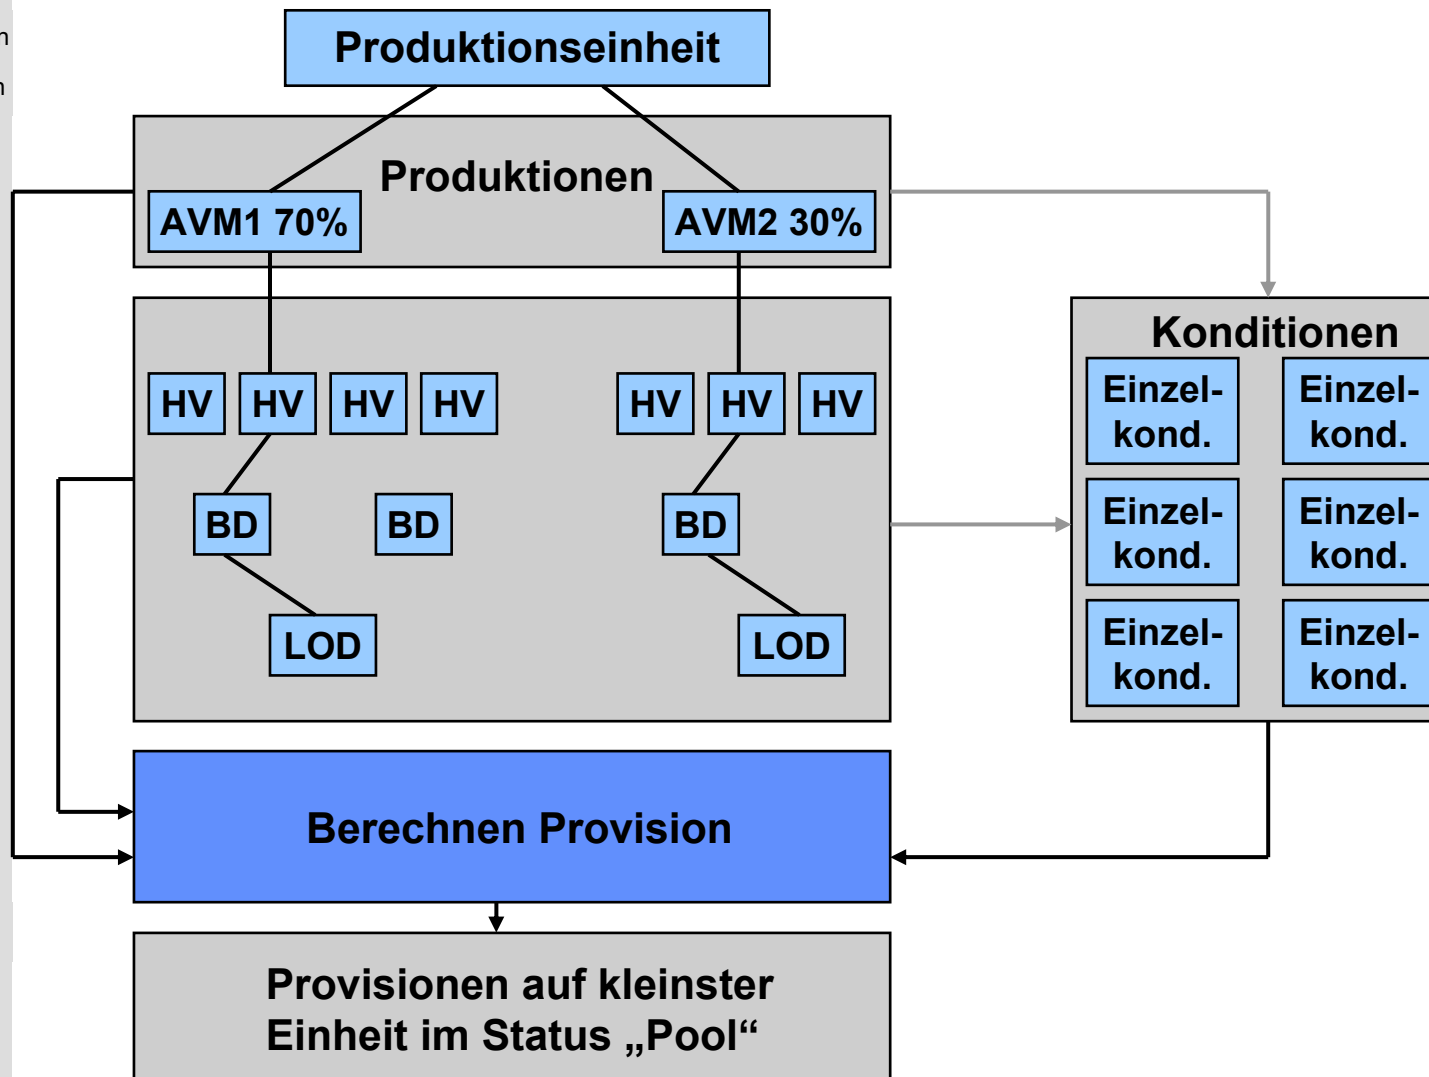 Produktionseinheit
Produktionen
AVM1 70%
AVM2 30%
HV
HV
HV
HV
HV
HV
HV
BD
BD
BD
LOD
LOD
Konditionen
Einzel-
kond.
Einzel-
kond.
Einzel-
kond.
Einzel-
kond.
Einzel-
kond.
Einzel-
kond.
Berechnen Provision
Provisionen auf kleinster
Einheit im Status „Pool“